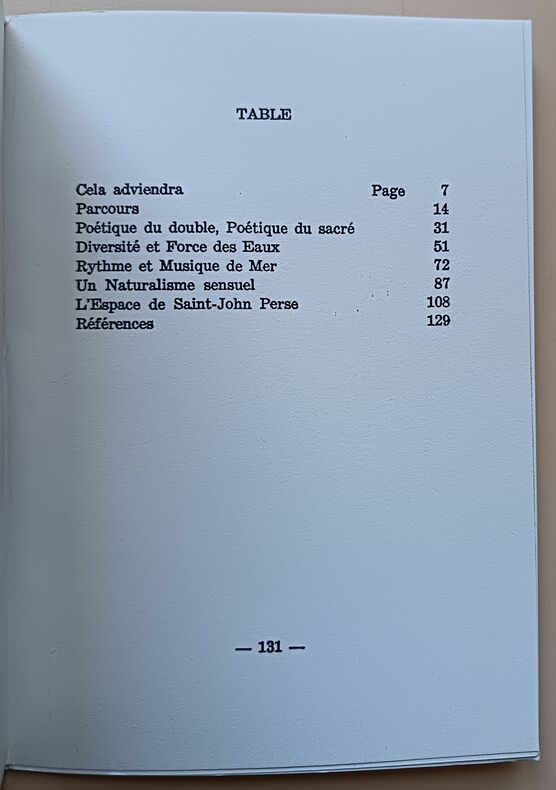 TABLE
Cela adviendra Page 7
Parcours 14
Poétique du double, Poétique du sacré 31
Diversité et Force des Eaux 51
Rythme et Musique de Mer 72
Un Naturalisme sensuel 87
L'Espace de Saint-John Perse 108
Références 129
— 131 —